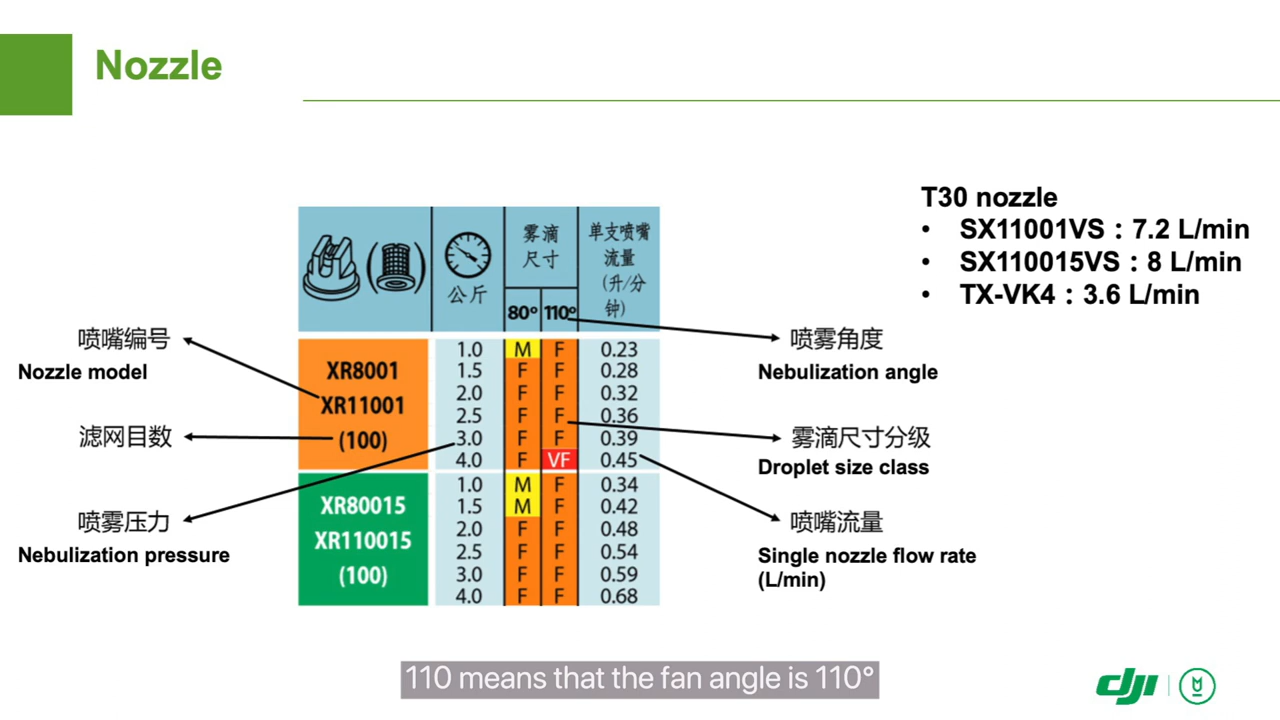 Nozzle
T30 nozzle
• SX11001VS：7.2 L/min
• SX110015VS：8 L/min
• TX-VK4：3.6 L/min
公斤
雾滴
尺寸
80° 110°
单支喷嘴
流量
(升/分
钟)
喷嘴编号
Nozzle model
滤网目数
喷雾压力
Nebulization pressure
XR8001
XR11001
(100)
1.0 M F 0.23
1.5 F F 0.28
2.0 F F 0.32
2.5 F F 0.36
3.0 F F 0.39
4.0 F VF 0.45
XR80015
XR110015
(100)
1.0 M F 0.34
1.5 M F 0.42
2.0 F F 0.48
2.5 F F 0.54
3.0 F F 0.59
4.0 F F 0.68
喷雾角度
Nebulization angle
雾滴尺寸分级
Droplet size class
喷嘴流量
Single nozzle flow rate
(L/min)
110 means that the fan angle is 110°
dji